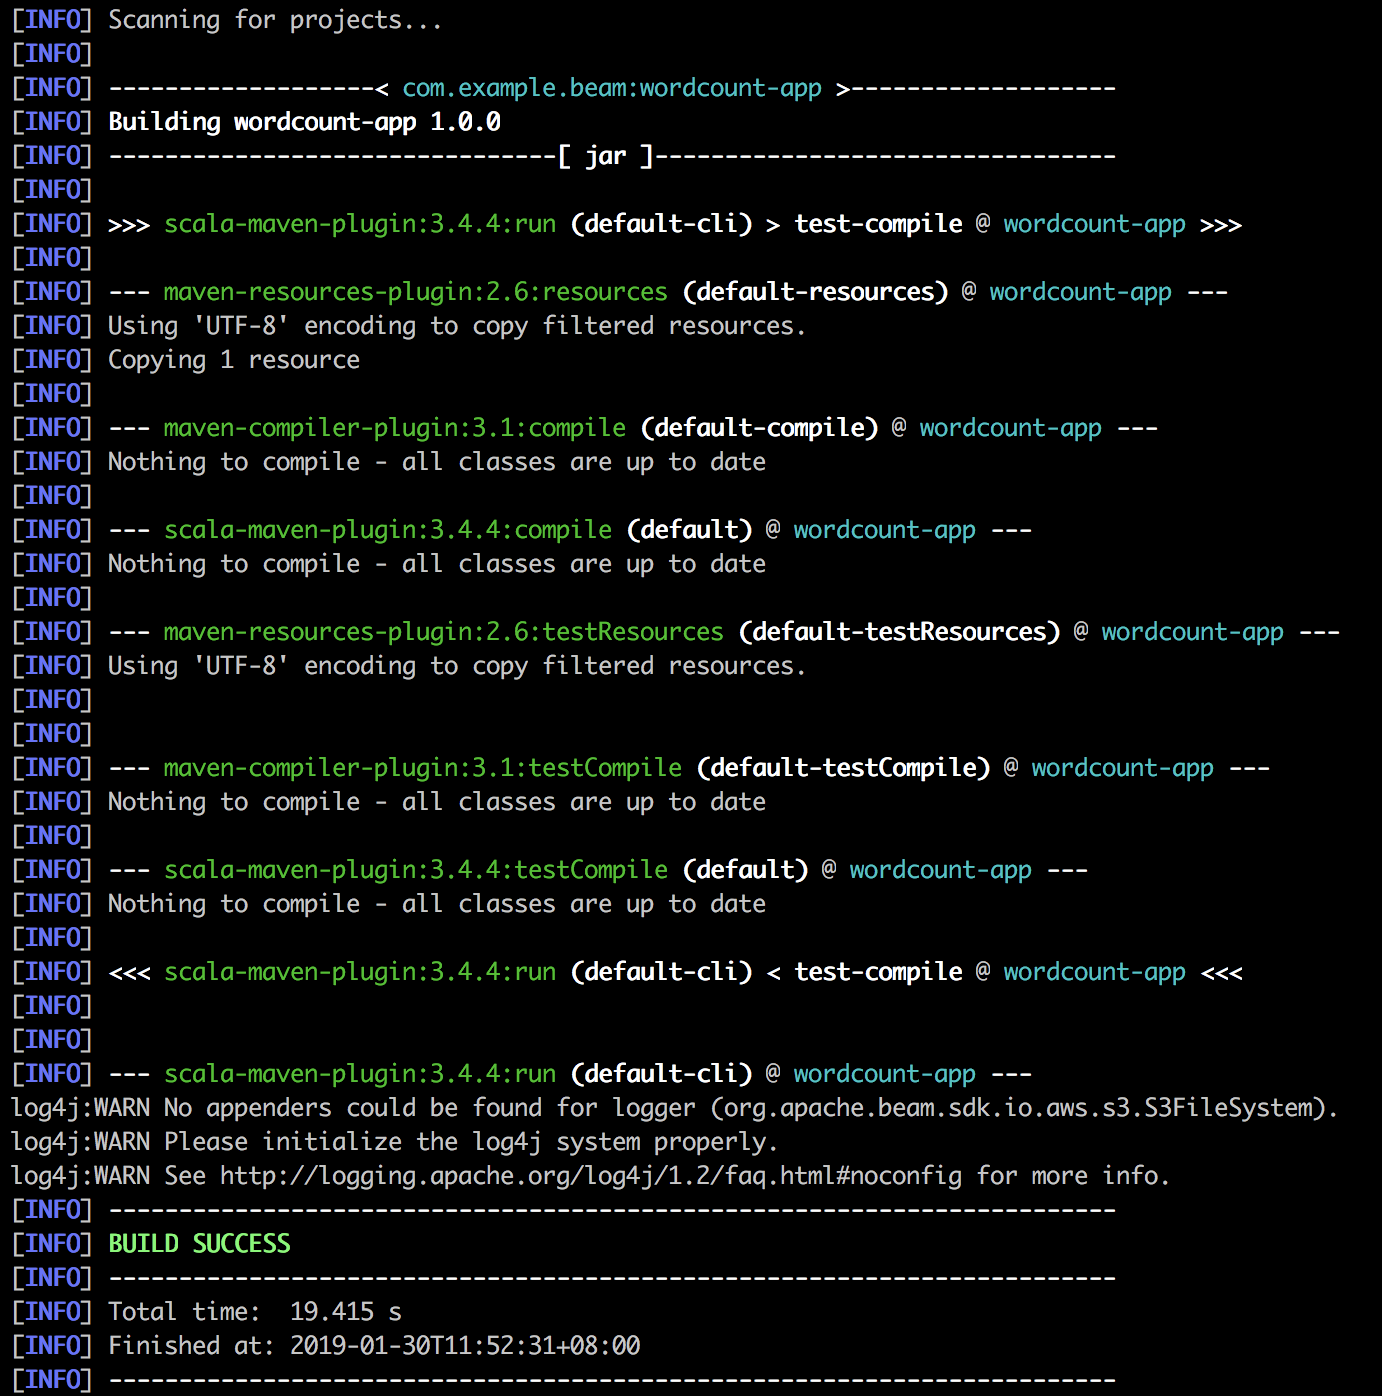 [INFO] Scanning for projects...
[INFO]
[INFO] -------------------< com.example.beam:wordcount-app >-------------------
[INFO] Building wordcount-app 1.0.0
[INFO] --------------------------------[ jar ]---------------------------------
[INFO]
[INFO] >>> scala-maven-plugin:3.4.4:run (default-cli) > test-compile @ wordcount-app >>>
[INFO]
[INFO] --- maven-resources-plugin:2.6:resources (default-resources) @ wordcount-app ---
[INFO] Using 'UTF-8' encoding to copy filtered resources.
[INFO] Copying 1 resource
[INFO]
[INFO] --- maven-compiler-plugin:3.1:compile (default-compile) @ wordcount-app ---
[INFO] Nothing to compile - all classes are up to date
[INFO]
[INFO] --- scala-maven-plugin:3.4.4:compile (default) @ wordcount-app ---
[INFO] Nothing to compile - all classes are up to date
[INFO]
[INFO] --- maven-resources-plugin:2.6:testResources (default-testResources) @ wordcount-app ---
[INFO] Using 'UTF-8' encoding to copy filtered resources.
[INFO]
[INFO]
[INFO] --- maven-compiler-plugin:3.1:testCompile (default-testCompile) @ wordcount-app ---
[INFO] Nothing to compile - all classes are up to date
[INFO]
[INFO] --- scala-maven-plugin:3.4.4:testCompile (default) @ wordcount-app ---
[INFO] Nothing to compile - all classes are up to date
[INFO]
[INFO] <<< scala-maven-plugin:3.4.4:run (default-cli) < test-compile @ wordcount-app <<<
[INFO]
[INFO]
[INFO] --- scala-maven-plugin:3.4.4:run (default-cli) @ wordcount-app ---
log4j:WARN No appenders could be found for logger (org.apache.beam.sdk.io.aws.s3.S3FileSystem).
log4j:WARN Please initialize the log4j system properly.
log4j:WARN See http://logging.apache.org/log4j/1.2/faq.html#noconfig for more info.
[INFO] ------------------------------------------------------------------------
[INFO] BUILD SUCCESS
[INFO] ------------------------------------------------------------------------
[INFO] Total time:  19.415 s
[INFO] Finished at: 2019-01-30T11:52:31+08:00
[INFO] ------------------------------------------------------------------------